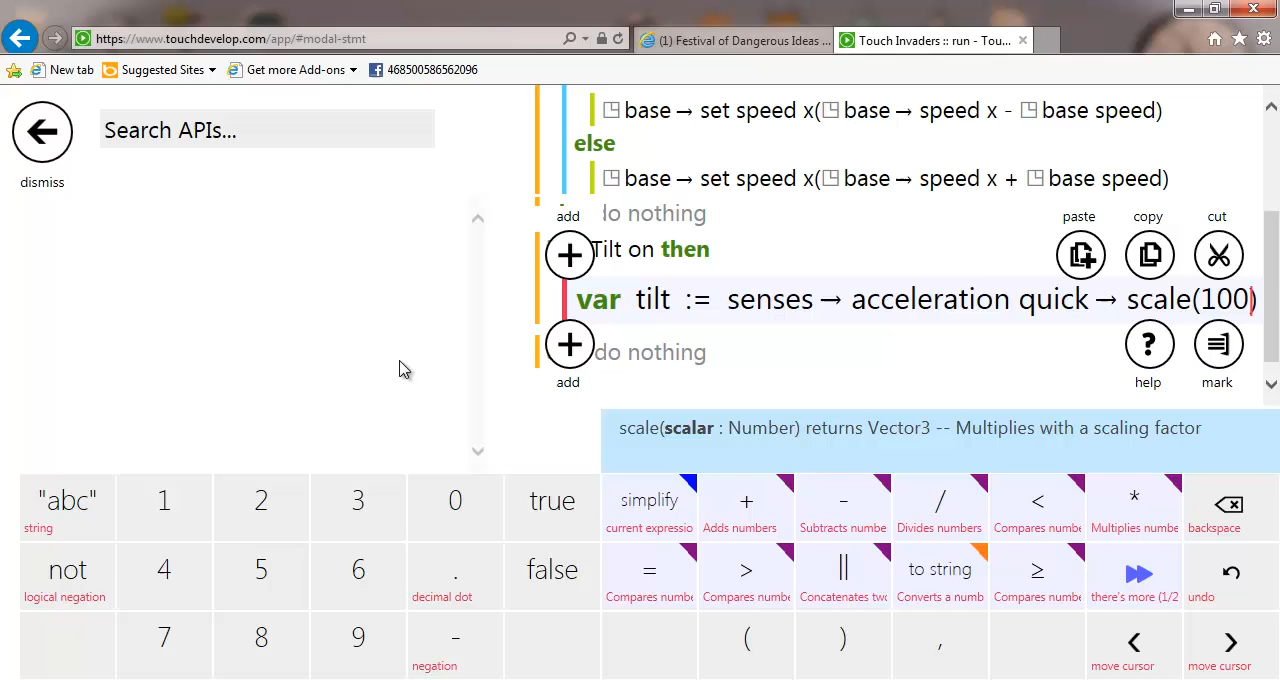 https://www.touchdevelop.com/app/#modal-stmt
(1) Festival of Dangerous Ideas ...
Touch Invaders :: run - Tou...
New tab
Suggested Sites
Get more Add-ons
468500586562096
dismiss
Search APIs...
base → set speed x(base → speed x - base speed)
else
base → set speed x(base → speed x + base speed)
add
do nothing
paste
copy
cut
Tilt on then
var tilt := senses → acceleration quick → scale(100)
do nothing
add
help
mark
scale(scalar : Number) returns Vector3 -- Multiplies with a scaling factor
"abc"
string
1
2
3
0
true
simplify
current expressio
+
Adds numbers
-
Subtracts numbe
/
Divides numbers
<
Compares numbe
*
Multiplies numbe
backspace
not
logical negation
4
5
6
.
decimal dot
false
=
Compares numbe
>
Compares numbe
||
Concatenates two
to string
Converts a numb
≥
Compares numbe
there's more (1/2
undo
7
8
9
-
negation
(
)
,
move cursor
move cursor